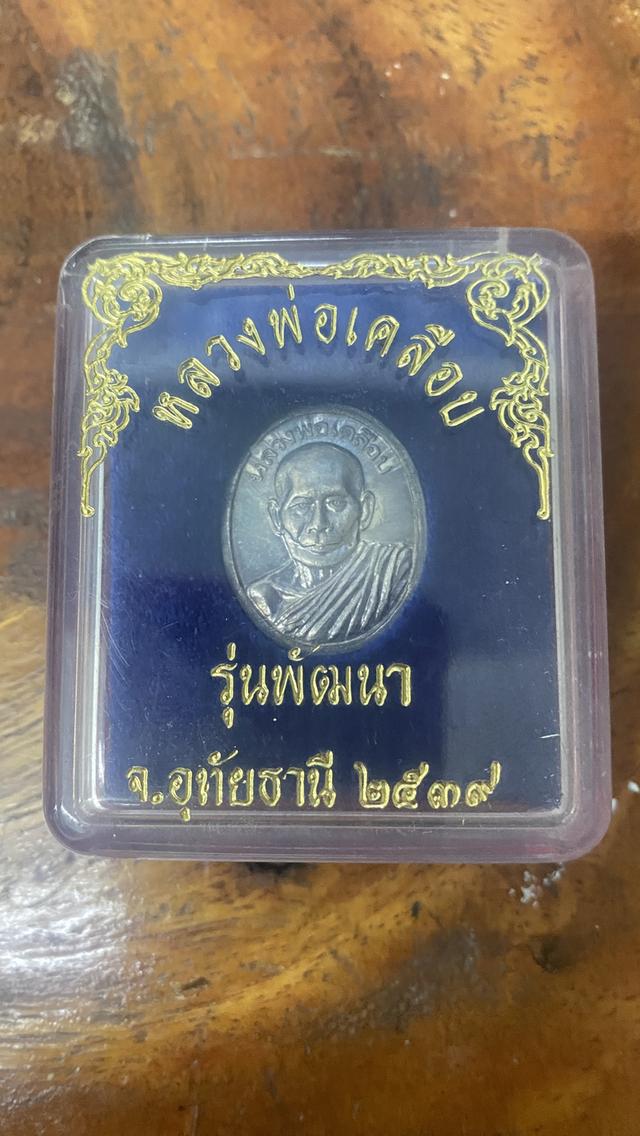 หลวงพ่อเคลือบ
หลวงพ่อเคลือบ
รุ่นพัฒนา
จ.อุทัยธานี ๒๕๓๙